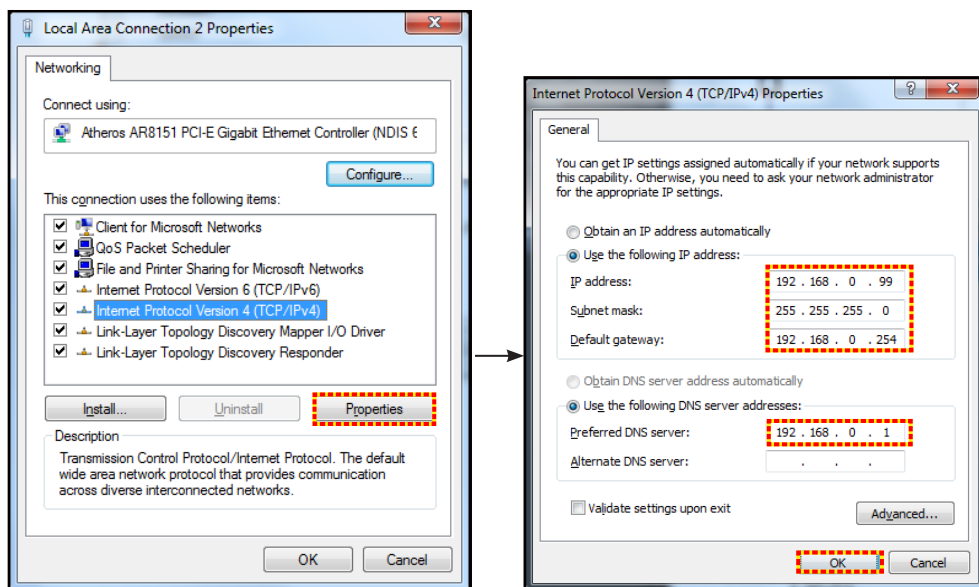 Local Area Connection 2 Properties
Networking
Connect using:
Atheros AR8151 PCI-E Gigabit Ethernet Controller (NDIS 6
Configure...
This connection uses the following items:
Client for Microsoft Networks
QoS Packet Scheduler
File and Printer Sharing for Microsoft Networks
Internet Protocol Version 6 (TCP/IPv6)
Internet Protocol Version 4 (TCP/IPv4)
Link-Layer Topology Discovery Mapper I/O Driver
Link-Layer Topology Discovery Responder
Install...
Uninstall
Properties
Description
Transmission Control Protocol/Internet Protocol. The default
wide area network protocol that provides communication
across diverse interconnected networks.
OK
Cancel
Internet Protocol Version 4 (TCP/IPv4) Properties
General
You can get IP settings assigned automatically if your network supports
this capability. Otherwise, you need to ask your network administrator
for the appropriate IP settings.
Obtain an IP address automatically
Use the following IP address:
IP address: 192 . 168 . 0 . 99
Subnet mask: 255 . 255 . 255 . 0
Default gateway: 192 . 168 . 0 . 254
Obtain DNS server address automatically
Use the following DNS server addresses:
Preferred DNS server: 192 . 168 . 0 . 1
Alternate DNS server: . . .
Validate settings upon exit
Advanced...
OK
Cancel